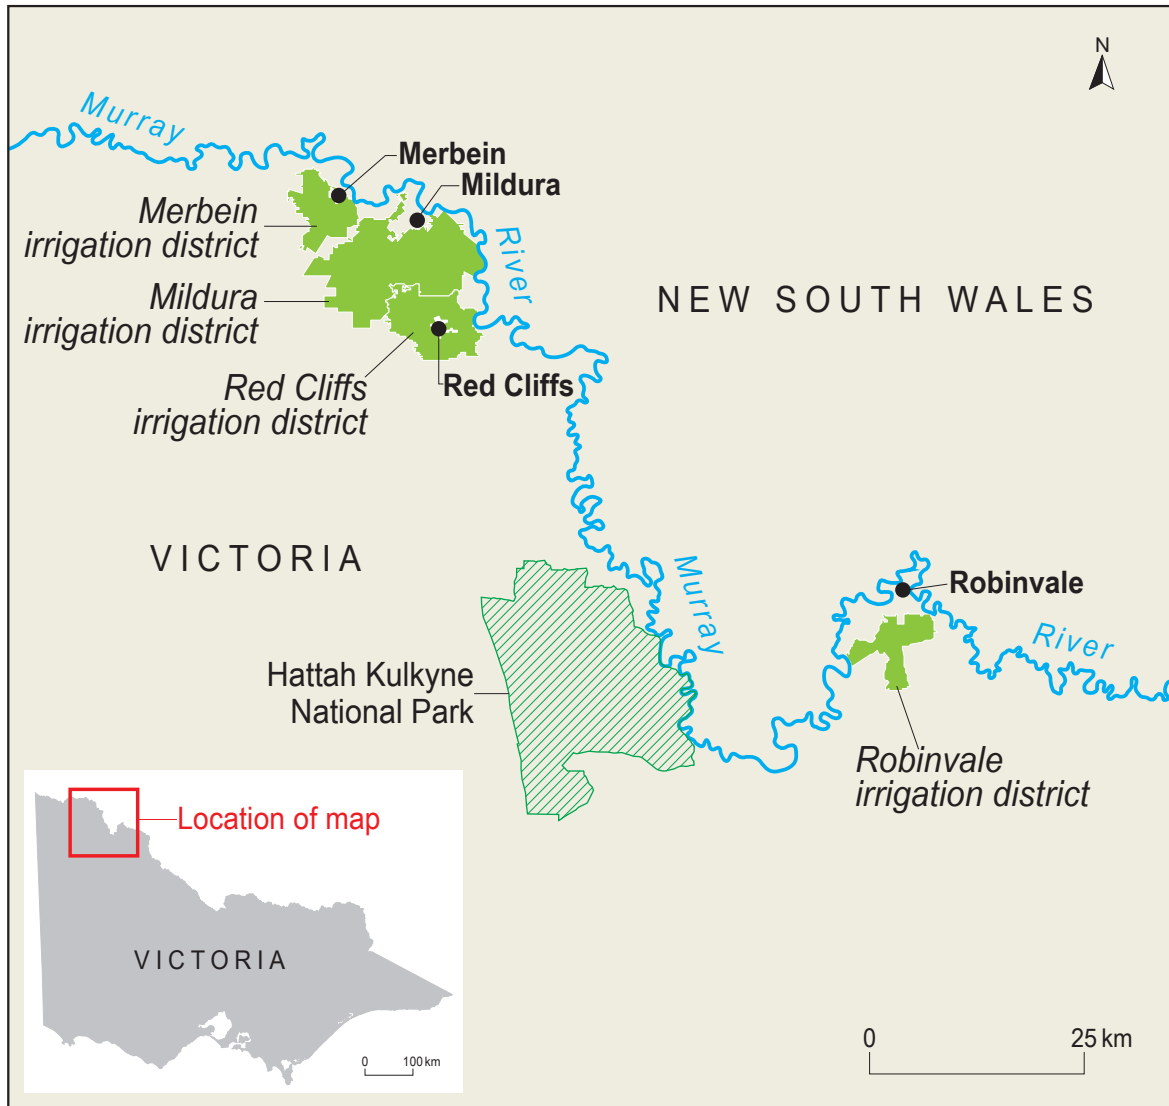 N
Murray
Merbein
Mildura
Merbein
irrigation district
River
Mildura
irrigation district
NEW SOUTH WALES
Red Cliffs
irrigation district
Red Cliffs
VICTORIA
Murray
Robinvale
River
Hattah Kulkyne
National Park
Robinvale
irrigation district
Location of map
VICTORIA
0 100 km
0 25 km